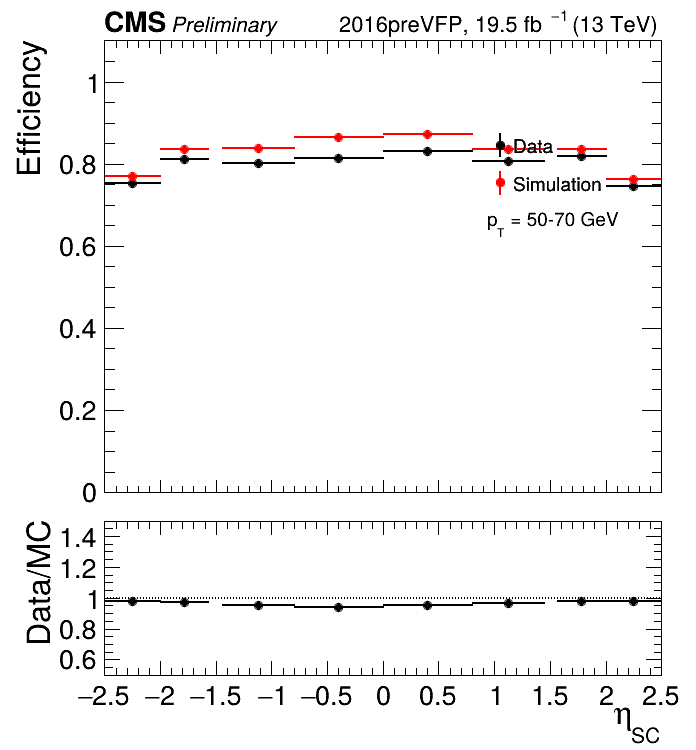 CMS Preliminary 2016preVFP, 19.5 fb⁻¹ (13 TeV)
Efficiency
1
0.8
0.6
0.4
0.2
0
Data
Simulation
p_T = 50-70 GeV
Data/MC
1.4
1.2
1
0.8
0.6
−2.5 −2 −1.5 −1 −0.5 0 0.5 1 1.5 2 2.5
η_SC